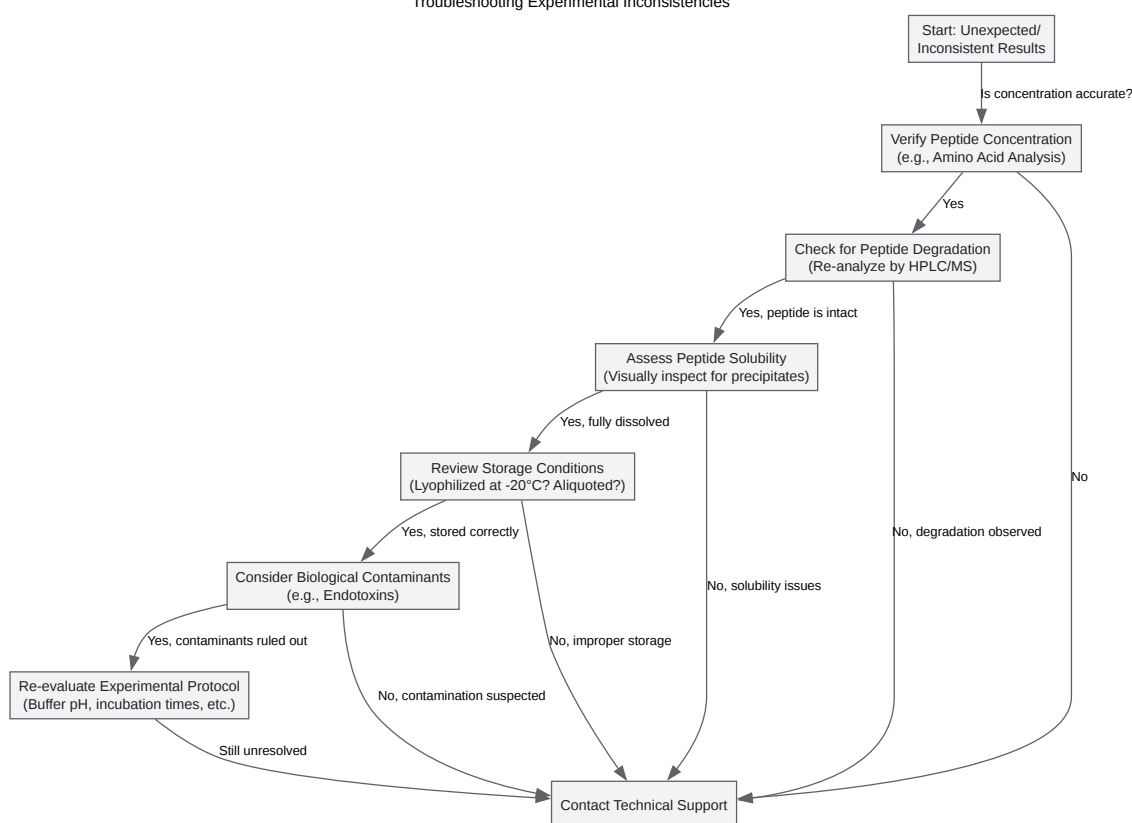 Troubleshooting Experimental Inconsistencies
Start: Unexpected/
Inconsistent Results
Is concentration accurate?
Verify Peptide Concentration
(e.g., Amino Acid Analysis)
Yes
Check for Peptide Degradation
(Re-analyze by HPLC/MS)
Yes, peptide is intact
Assess Peptide Solubility
(Visually inspect for precipitates)
Yes, fully dissolved
Review Storage Conditions
(Lyophilized at -20°C? Aliquoted?)
No
Yes, stored correctly
No, degradation observed
Consider Biological Contaminants
(e.g., Endotoxins)
No, solubility issues
Yes, contaminants ruled out
No, improper storage
Re-evaluate Experimental Protocol
(Buffer pH, incubation times, etc.)
No, contamination suspected
Still unresolved
Contact Technical Support